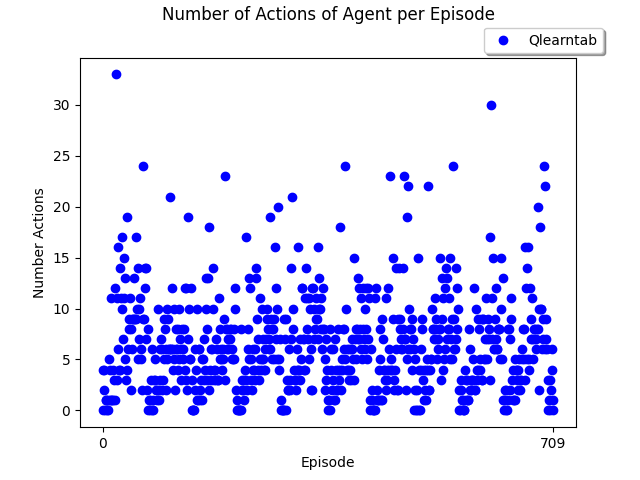 Number of Actions of Agent per Episode
Qlearntab
30
25
20
15
10
5
0
Number Actions
0 709
Episode